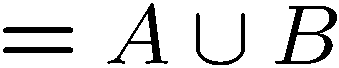 = A ∪ B